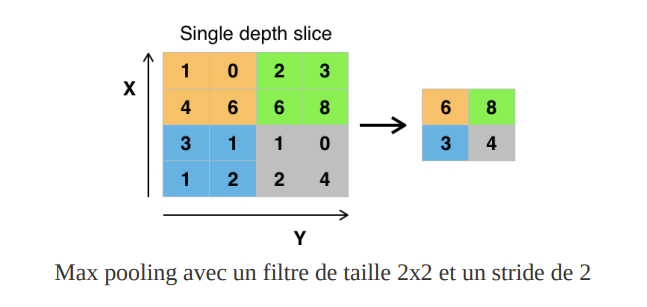 Single depth slice
X
1 0 2 3
4 6 6 8
3 1 1 0
1 2 2 4
6 8
3 4
Y
Max pooling avec un filtre de taille 2x2 et un stride de 2